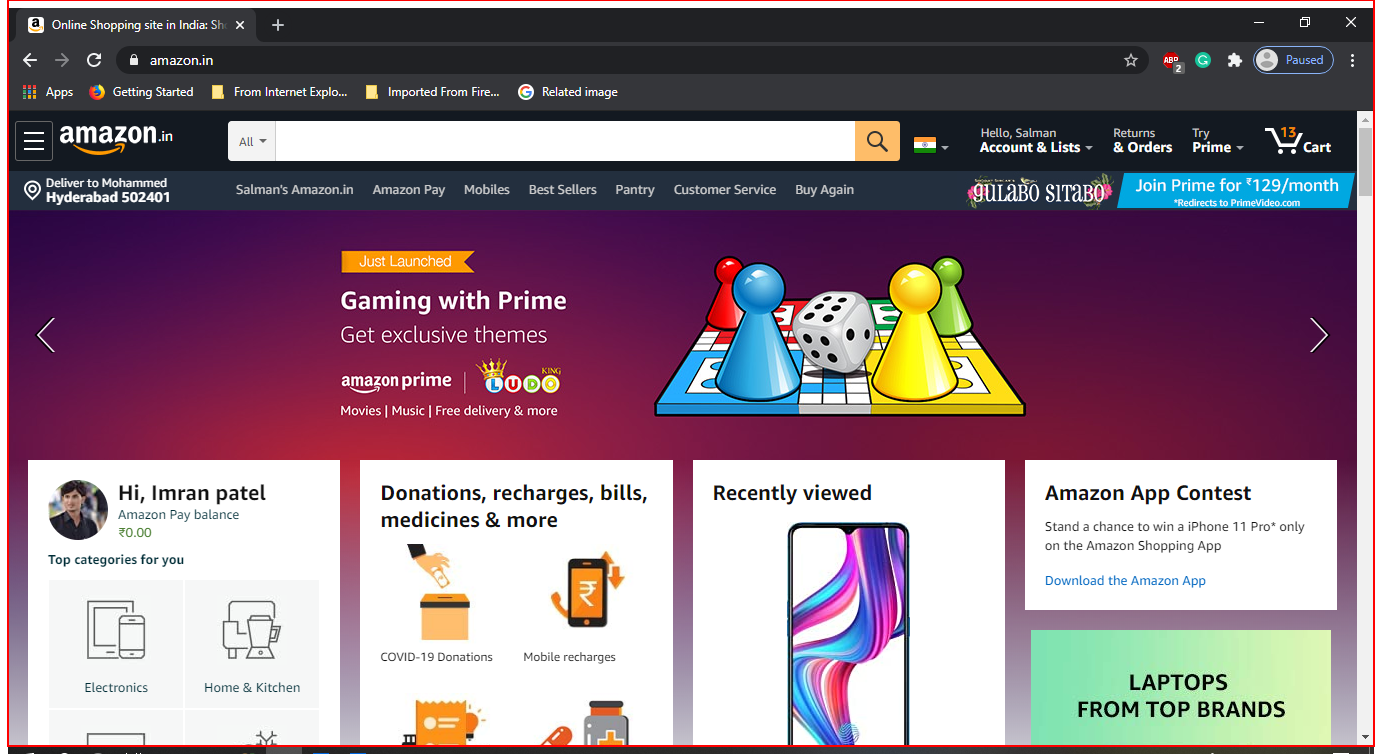 Online Shopping site in India: Sh
amazon.in
ABP
2
G
Paused
Apps
Getting Started
From Internet Explo...
Imported From Fire...
Related image
amazon.in
All
Hello, Salman
Account & Lists
Returns
& Orders
Try
Prime
13
Cart
Deliver to Mohammed
Hyderabad 502401
Salman's Amazon.in
Amazon Pay
Mobiles
Best Sellers
Pantry
Customer Service
Buy Again
GULABO SITABO
Join Prime for ₹129/month
*Redirects to PrimeVideo.com
Just Launched
Gaming with Prime
Get exclusive themes
amazon prime
LUDO KING
Movies | Music | Free delivery & more
Hi, Imran patel
Amazon Pay balance
₹0.00
Top categories for you
Electronics
Home & Kitchen
Donations, recharges, bills,
medicines & more
COVID-19 Donations
Mobile recharges
Recently viewed
Amazon App Contest
Stand a chance to win a iPhone 11 Pro* only
on the Amazon Shopping App
Download the Amazon App
LAPTOPS
FROM TOP BRANDS